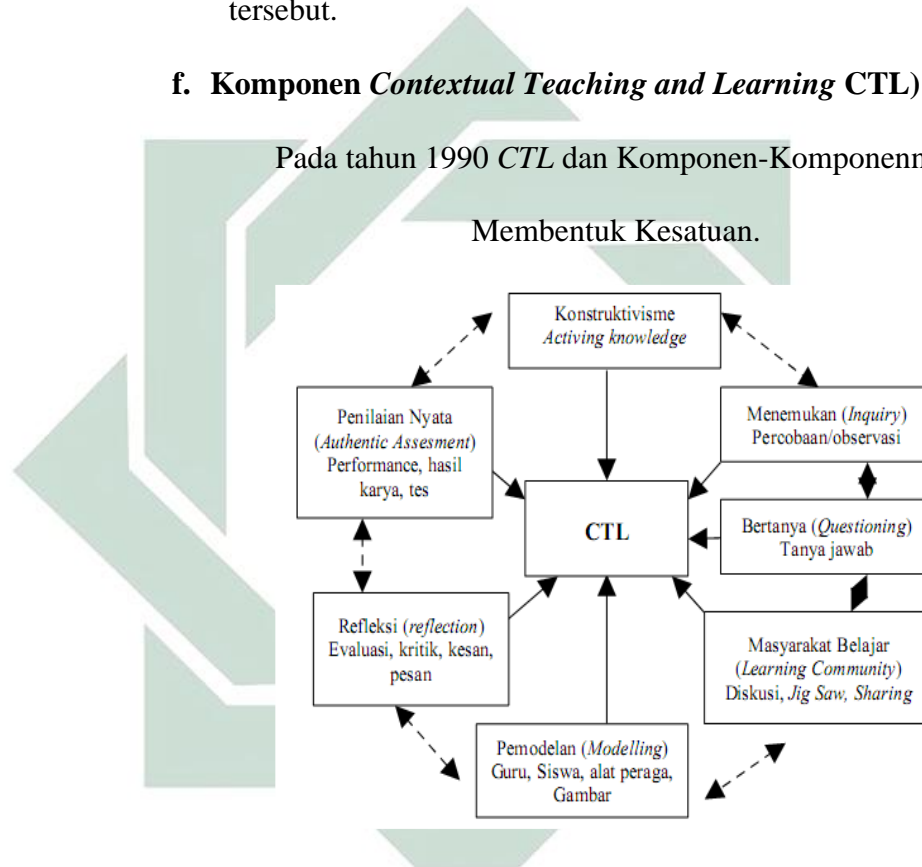 tersebut.
f. Komponen Contextual Teaching and Learning CTL)
Pada tahun 1990 CTL dan Komponen-Komponenn
Membentuk Kesatuan.
Konstruktivisme
Activing knowledge
Penilaian Nyata
(Authentic Assesment)
Performance, hasil
karya, tes
Menemukan (Inquiry)
Percobaan/observasi
CTL
Bertanya (Questioning)
Tanya jawab
Refleksi (reflection)
Evaluasi, kritik, kesan,
pesan
Masyarakat Belajar
(Learning Community)
Diskusi, Jig Saw, Sharing
Pemodelan (Modelling)
Guru, Siswa, alat peraga,
Gambar